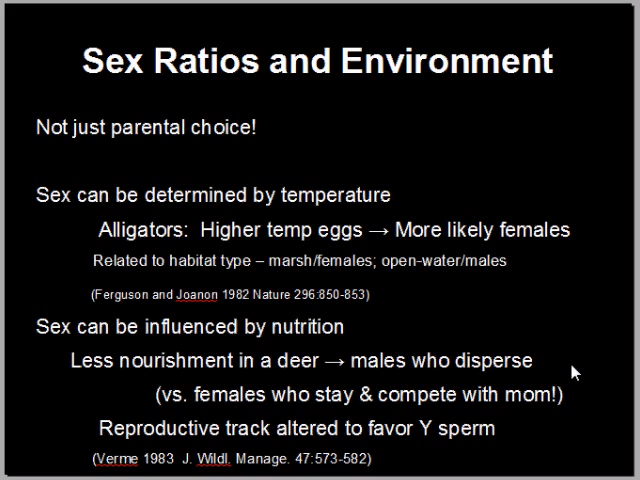 Sex Ratios and Environment
Not just parental choice!
Sex can be determined by temperature
Alligators:  Higher temp eggs → More likely females
Related to habitat type – marsh/females; open-water/males
(Ferguson and Joanon 1982 Nature 296:850-853)
Sex can be influenced by nutrition
Less nourishment in a deer → males who disperse
(vs. females who stay & compete with mom!)
Reproductive track altered to favor Y sperm
(Verme 1983  J. Wildl. Manage. 47:573-582)